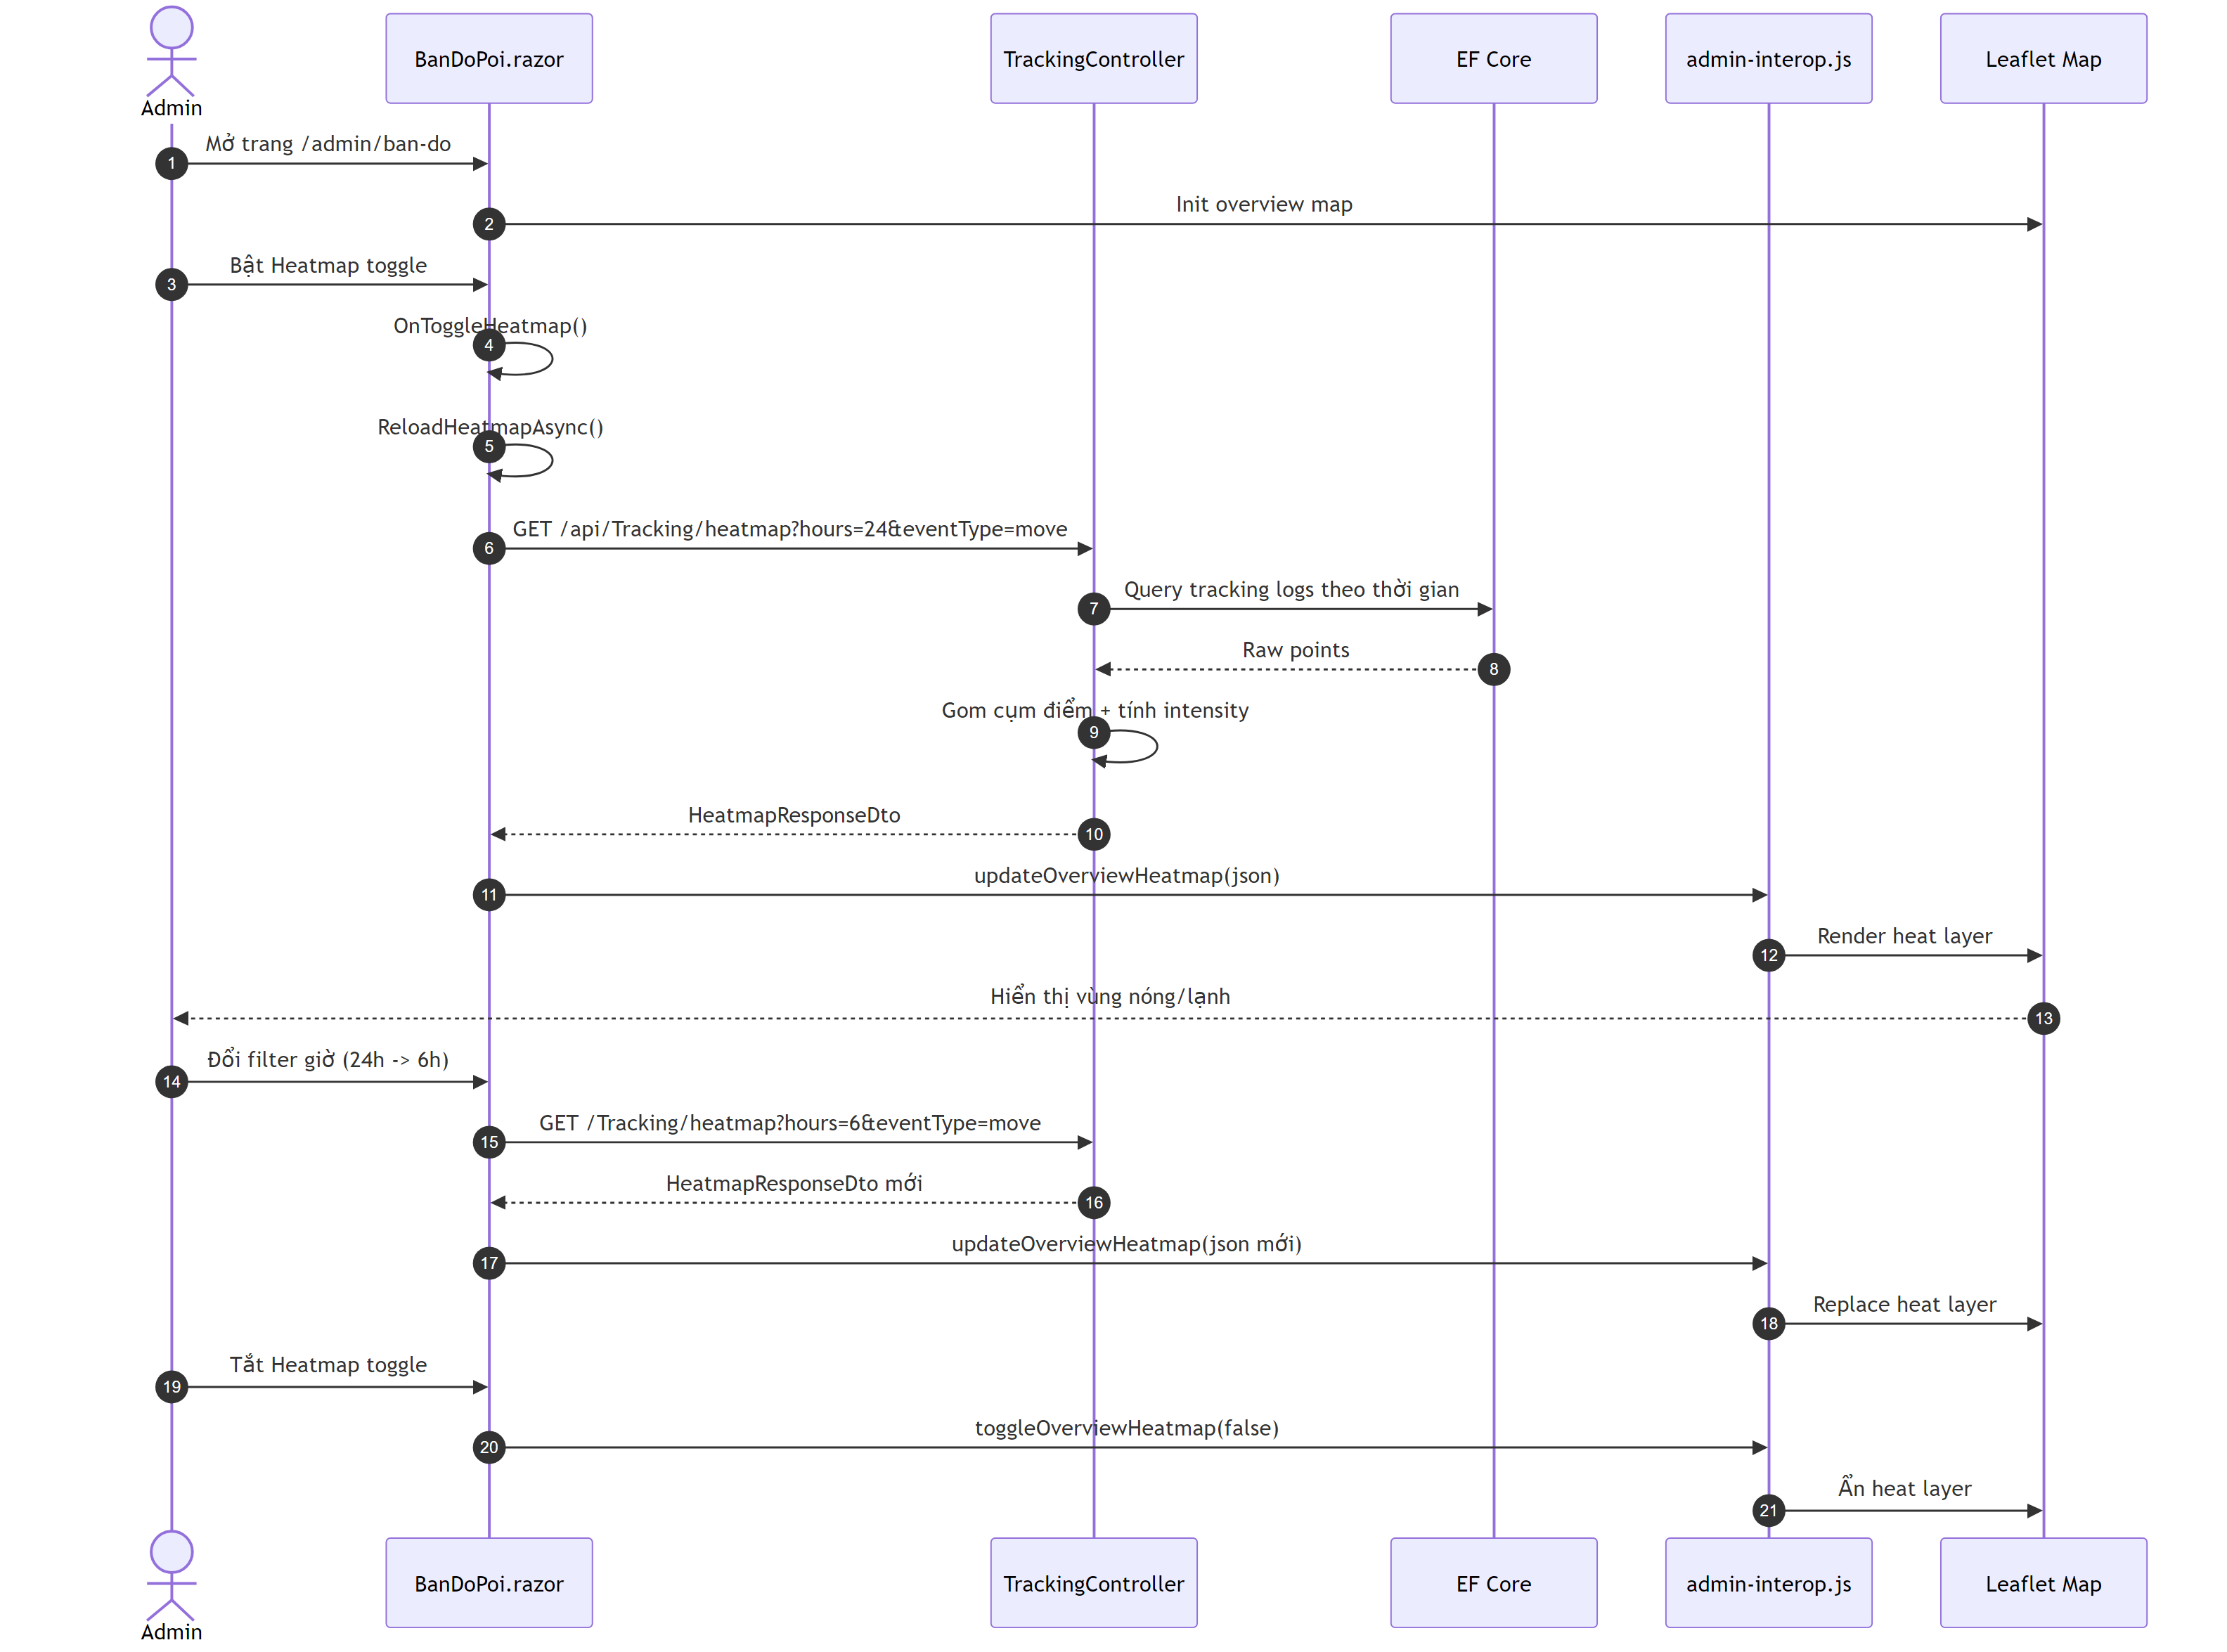 BanDoPoi.razor
TrackingController
EF Core
admin-interop.js
Leaflet Map
Admin
Mở trang /admin/ban-do
1
Init overview map
2
Bật Heatmap toggle
3
OnToggleHeatmap()
4
ReloadHeatmapAsync()
5
GET /api/Tracking/heatmap?hours=24&eventType=move
6
Query tracking logs theo thời gian
7
Raw points
8
Gom cụm điểm + tính intensity
9
HeatmapResponseDto
10
updateOverviewHeatmap(json)
11
Render heat layer
12
Hiển thị vùng nóng/lạnh
13
Đổi filter giờ (24h -> 6h)
14
GET /Tracking/heatmap?hours=6&eventType=move
15
HeatmapResponseDto mới
16
updateOverviewHeatmap(json mới)
17
Replace heat layer
18
Tắt Heatmap toggle
19
toggleOverviewHeatmap(false)
20
Ẩn heat layer
21
BanDoPoi.razor
TrackingController
EF Core
admin-interop.js
Leaflet Map
Admin